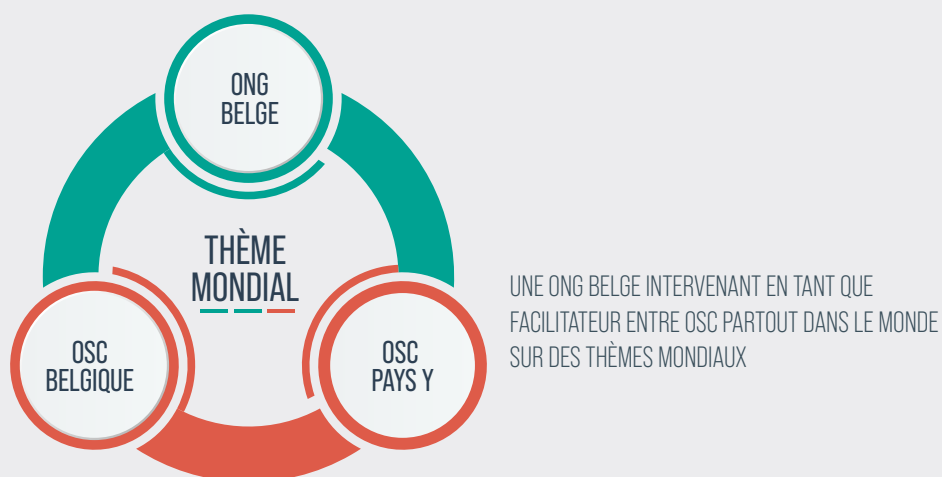 ONG
BELGE
THÈME
MONDIAL
OSC
BELGIQUE
OSC
PAYS Y
UNE ONG BELGE INTERVENANT EN TANT QUE
FACILITATEUR ENTRE OSC PARTOUT DANS LE MONDE
SUR DES THÈMES MONDIAUX